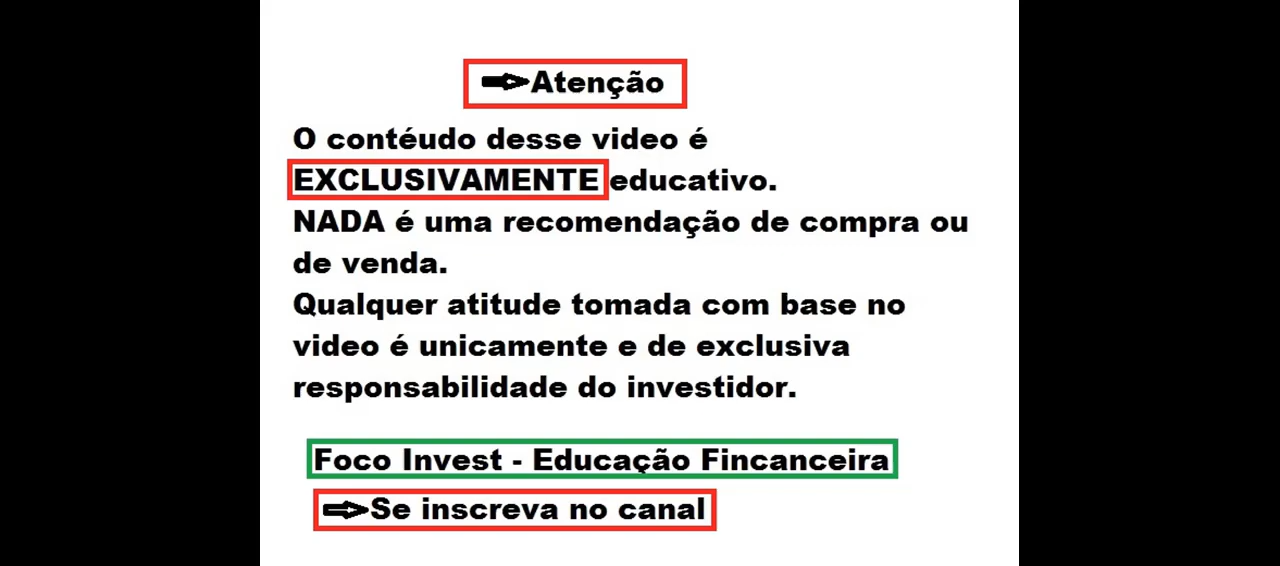 Atenção
O contéudo desse video é
EXCLUSIVAMENTE educativo.
NADA é uma recomendação de compra ou
de venda.
Qualquer atitude tomada com base no
video é unicamente e de exclusiva
responsabilidade do investidor.
Foco Invest - Educação Fincanceira
Se inscreva no canal